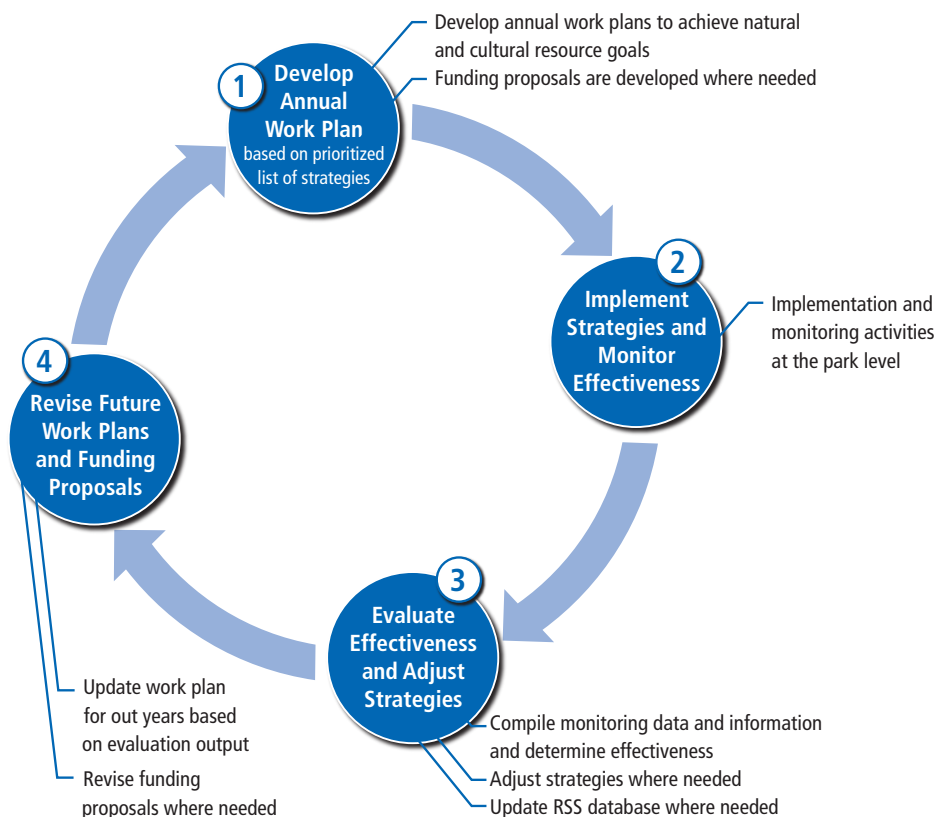 Develop annual work plans to achieve natural
and cultural resource goals
Funding proposals are developed where needed
1
Develop
Annual
Work Plan
based on prioritized
list of strategies
2
Implement
Strategies and
Monitor
Effectiveness
Implementation and
monitoring activities
at the park level
3
Evaluate
Effectiveness
and Adjust
Strategies
Compile monitoring data and information
and determine effectiveness
Adjust strategies where needed
Update RSS database where needed
4
Revise Future
Work Plans
and Funding
Proposals
Update work plan
for out years based
on evaluation output
Revise funding
proposals where needed